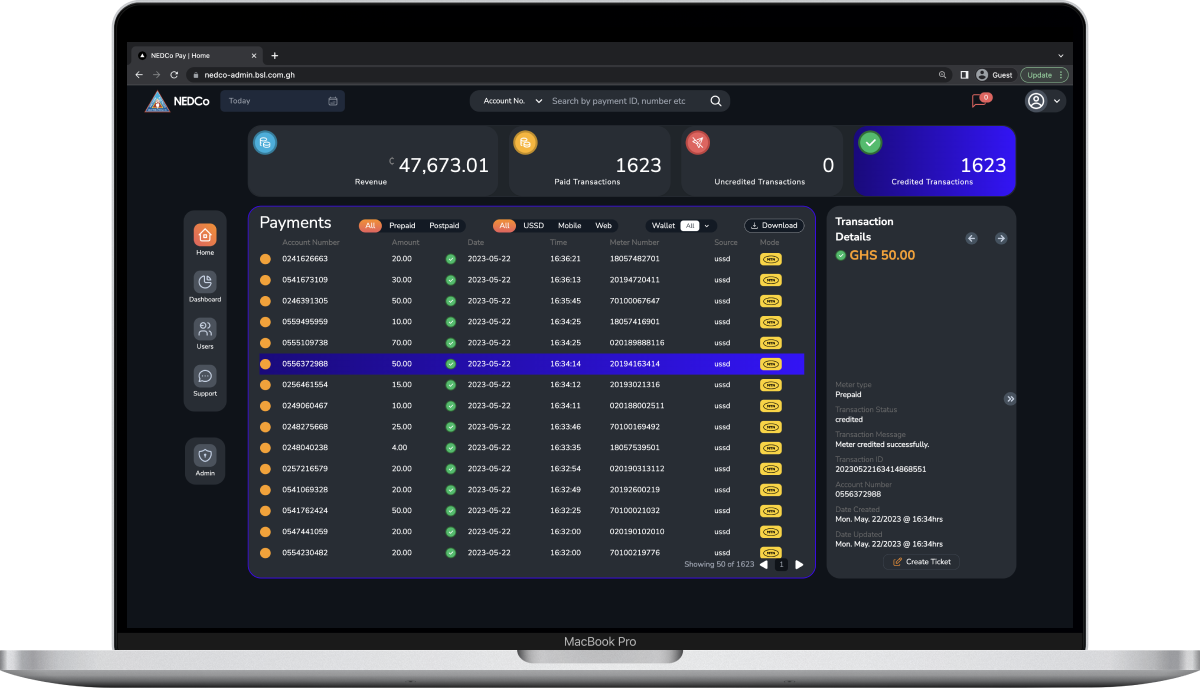 NEDCo Pay | Home
nedco-admin.bsl.com.gh
Guest
Update
NEDCo
Today
Account No.
Search by payment ID, number etc
0
₵ 47,673.01
Revenue
1623
Paid Transactions
0
Uncredited Transactions
1623
Credited Transactions
Home
Dashboard
Users
Support
Admin
Payments
All Prepaid Postpaid
All USSD Mobile Web
Wallet All
Download
Account Number Amount Date Time Meter Number Source Mode
0241626663 20.00 2023-05-22 16:36:21 18057482701 ussd MTN
0541673109 30.00 2023-05-22 16:36:13 20194720411 ussd MTN
0246391305 50.00 2023-05-22 16:35:45 70100067647 ussd MTN
0559495959 10.00 2023-05-22 16:34:25 18057416901 ussd MTN
0555109738 70.00 2023-05-22 16:34:25 020189888116 ussd MTN
0556372988 50.00 2023-05-22 16:34:14 20194163414 ussd MTN
0256461554 15.00 2023-05-22 16:34:12 20193021316 ussd MTN
0249060467 10.00 2023-05-22 16:34:11 020188002511 ussd MTN
0248275668 25.00 2023-05-22 16:33:46 70100169492 ussd MTN
0248040238 4.00 2023-05-22 16:33:35 18057539501 ussd MTN
0257216579 20.00 2023-05-22 16:32:54 020190313112 ussd MTN
0541069328 20.00 2023-05-22 16:32:49 20192600219 ussd MTN
0541762424 50.00 2023-05-22 16:32:25 70100021032 ussd MTN
0547441059 20.00 2023-05-22 16:32:00 020190102010 ussd MTN
0554230482 20.00 2023-05-22 16:32:00 70100219776 ussd MTN
Showing 50 of 1623 1
Transaction
Details
GHS 50.00
Meter type
Prepaid
Transaction Status
credited
Transaction Message
Meter credited successfully.
Transaction ID
20230522163414868551
Account Number
0556372988
Date Created
Mon. May. 22/2023 @ 16:34hrs
Date Updated
Mon. May. 22/2023 @ 16:34hrs
Create Ticket
MacBook Pro